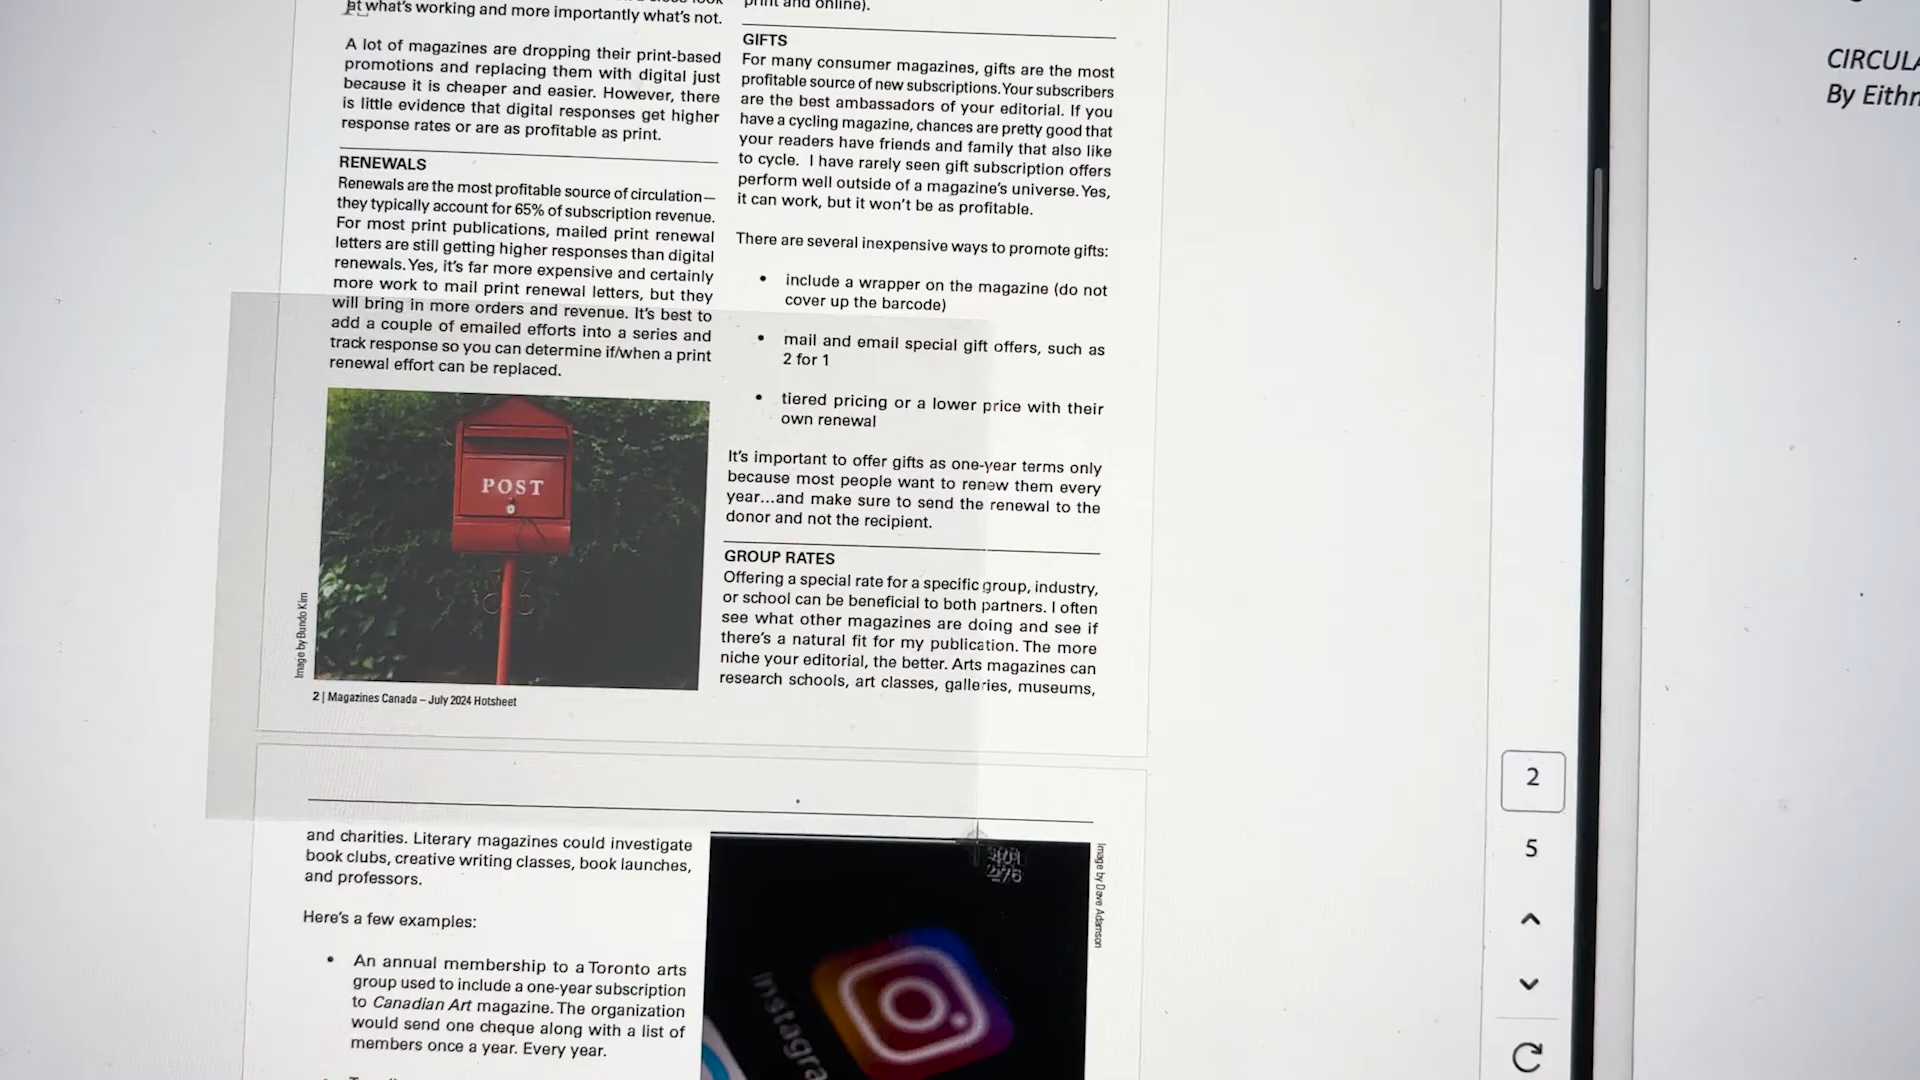 at what's working and more importantly what's not.
A lot of magazines are dropping their print-based
promotions and replacing them with digital just
because it is cheaper and easier. However, there
is little evidence that digital responses get higher
response rates or are as profitable as print.
RENEWALS
Renewals are the most profitable source of circulation—
they typically account for 65% of subscription revenue.
For most print publications, mailed print renewal
letters are still getting higher responses than digital
renewals. Yes, it's far more expensive and certainly
more work to mail print renewal letters, but they
will bring in more orders and revenue. It's best to
add a couple of emailed efforts into a series and
track response so you can determine if/when a print
renewal effort can be replaced.
POST
Image by Bundo Kim
2 | Magazines Canada – July 2024 Hotsheet
print and online).
GIFTS
For many consumer magazines, gifts are the most
profitable source of new subscriptions. Your subscribers
are the best ambassadors of your editorial. If you
have a cycling magazine, chances are pretty good that
your readers have friends and family that also like
to cycle. I have rarely seen gift subscription offers
perform well outside of a magazine's universe. Yes,
it can work, but it won't be as profitable.
There are several inexpensive ways to promote gifts:
• include a wrapper on the magazine (do not
cover up the barcode)
• mail and email special gift offers, such as
2 for 1
• tiered pricing or a lower price with their
own renewal
It's important to offer gifts as one-year terms only
because most people want to renew them every
year...and make sure to send the renewal to the
donor and not the recipient.
GROUP RATES
Offering a special rate for a specific group, industry,
or school can be beneficial to both partners. I often
see what other magazines are doing and see if
there's a natural fit for my publication. The more
niche your editorial, the better. Arts magazines can
research schools, art classes, galleries, museums,
and charities. Literary magazines could investigate
book clubs, creative writing classes, book launches,
and professors.
Here's a few examples:
• An annual membership to a Toronto arts
group used to include a one-year subscription
to Canadian Art magazine. The organization
would send one cheque along with a list of
members once a year. Every year.
Instagra
Image by Dave Adamson
2
5
CIRCULA
By Eithn